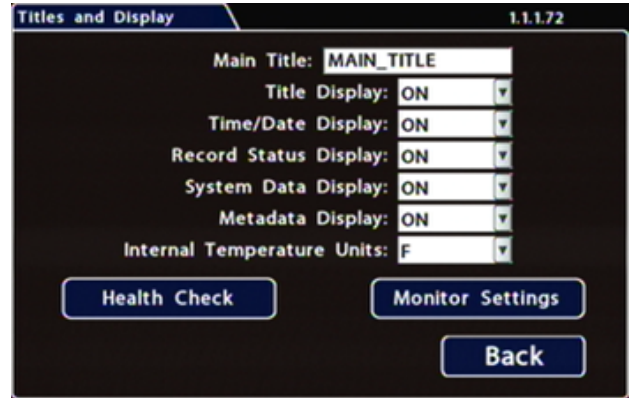 Titles and Display 1.1.1.72
Main Title: MAIN_TITLE
Title Display: ON
Time/Date Display: ON
Record Status Display: ON
System Data Display: ON
Metadata Display: ON
Internal Temperature Units: F
Health Check Monitor Settings
Back